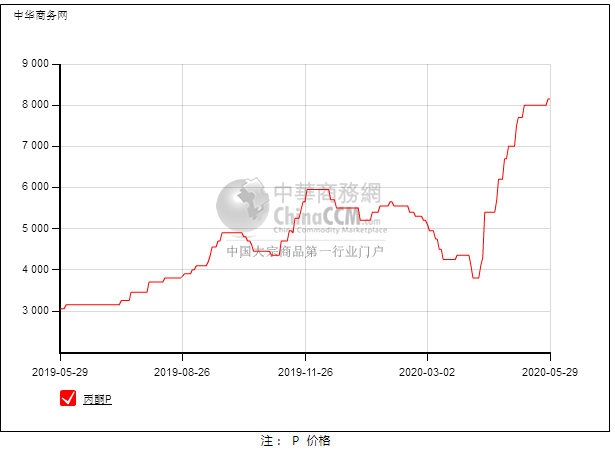 中华商务网
9 000
8 000
7 000
6 000
5 000
4 000
3 000
中華商務網
ChinaCCM.com
China Commodity Marketplace
中国大宗商品第一行业门户
2019-05-29 2019-08-26 2019-11-26 2020-03-02 2020-05-29
丙酮P
注： P 价格